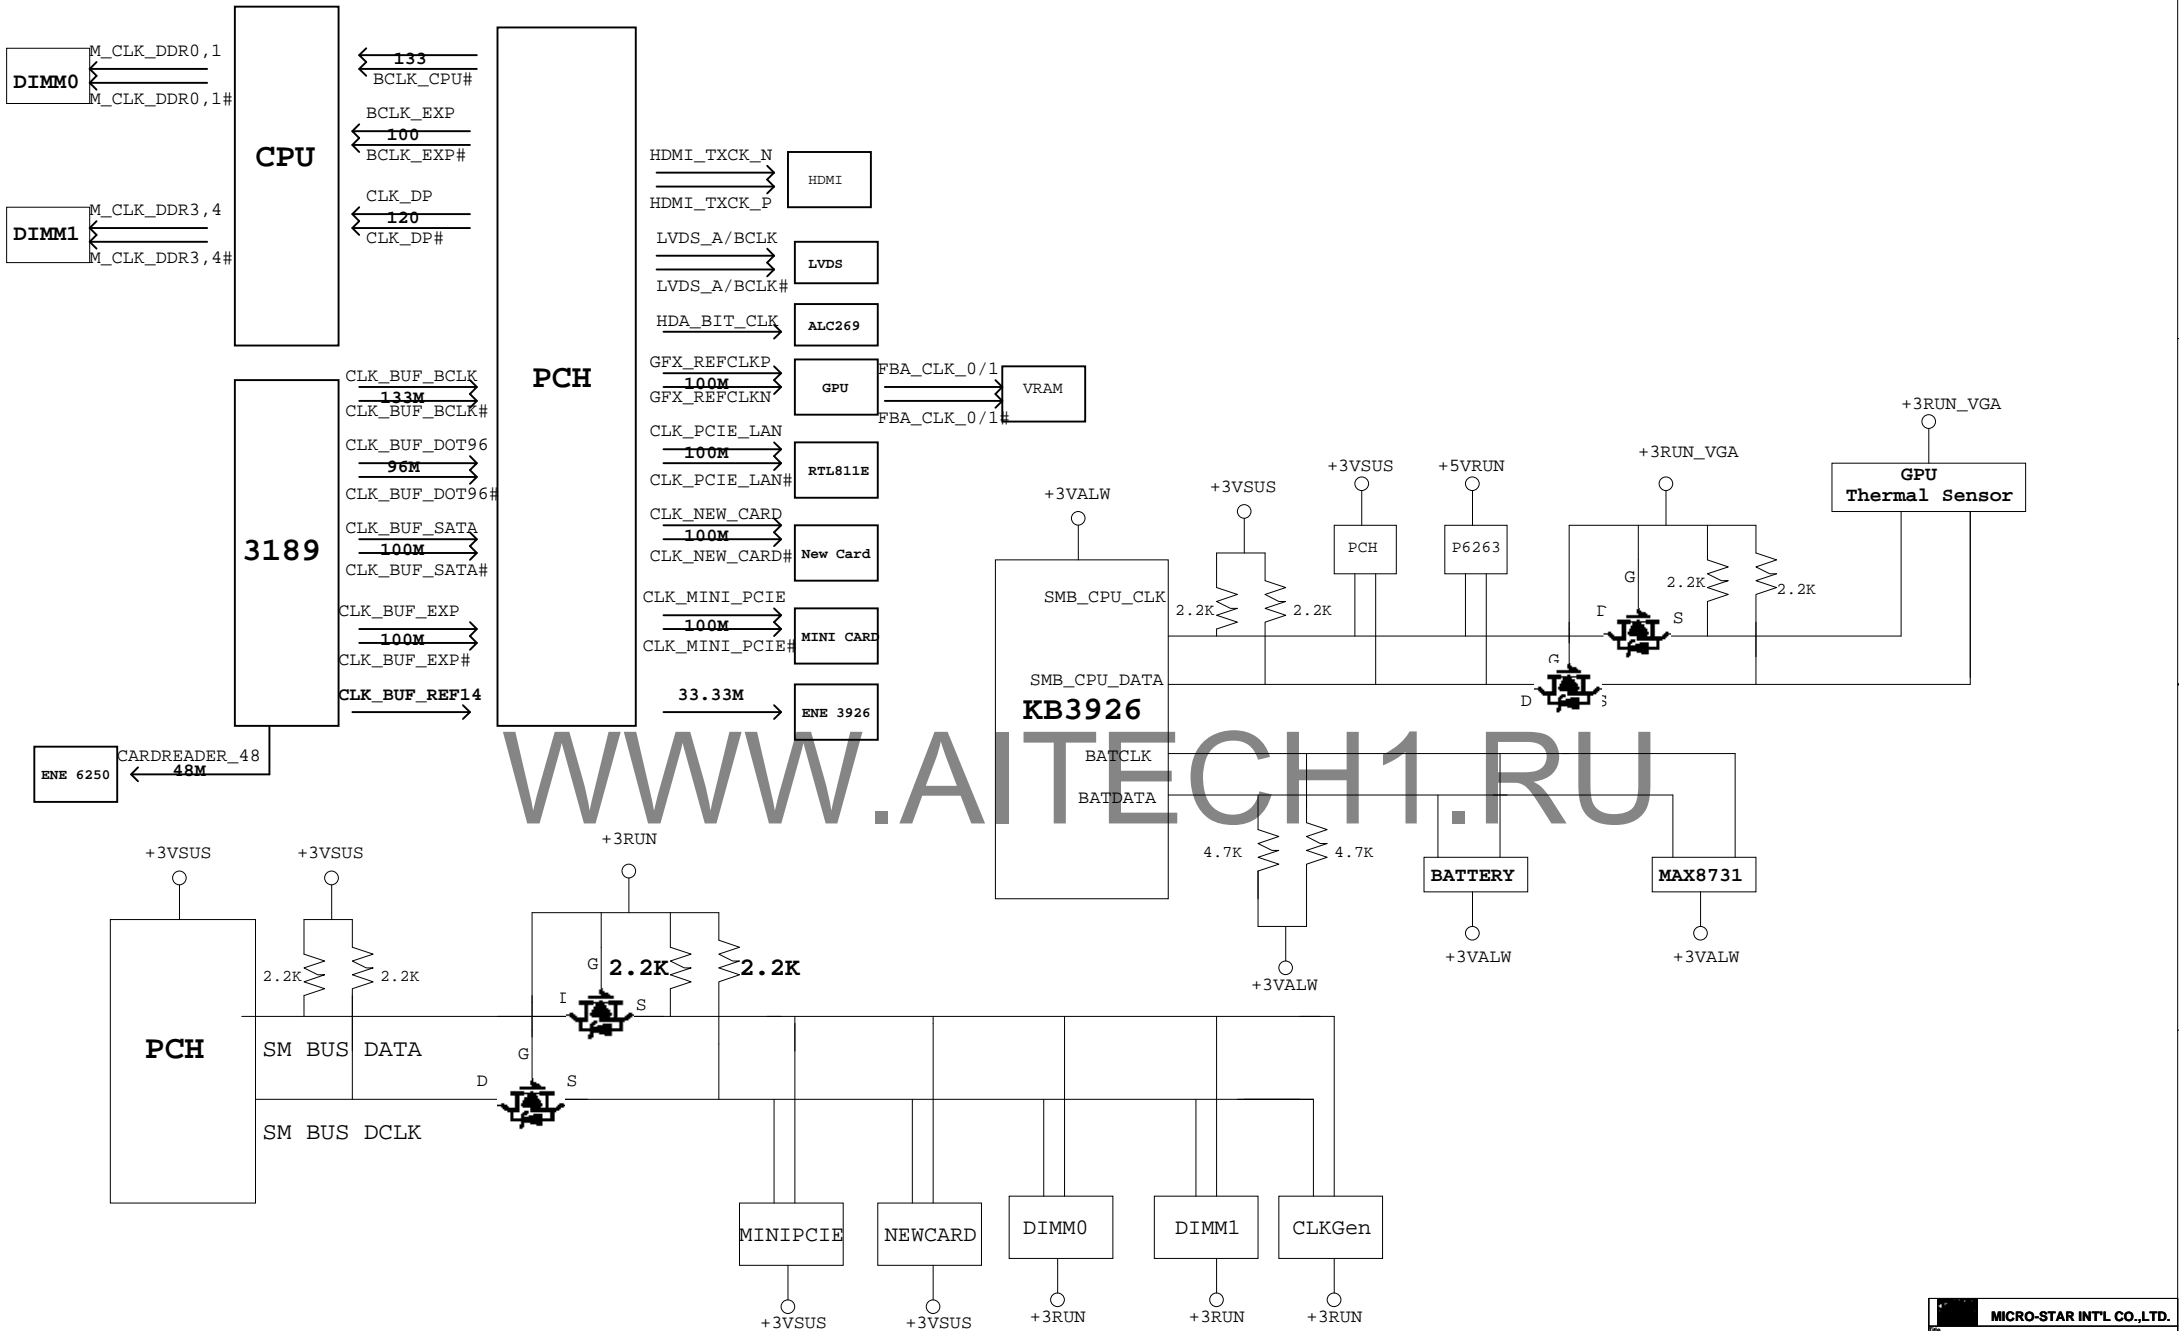 M_CLK_DDR0,1
DIMM0
M_CLK_DDR0,1#
M_CLK_DDR3,4
DIMM1
M_CLK_DDR3,4#
CPU
133
BCLK_CPU#
BCLK_EXP
100
BCLK_EXP#
CLK_DP
120
CLK_DP#
3189
CLK_BUF_BCLK
133M
CLK_BUF_BCLK#
CLK_BUF_DOT96
96M
CLK_BUF_DOT96#
CLK_BUF_SATA
100M
CLK_BUF_SATA#
CLK_BUF_EXP
100M
CLK_BUF_EXP#
CLK_BUF_REF14
CARDREADER_48
48M
ENE 6250
PCH
HDMI_TXCK_N
HDMI
HDMI_TXCK_P
LVDS_A/BCLK
LVDS
LVDS_A/BCLK#
HDA_BIT_CLK
ALC269
GFX_REFCLKP
100M
GFX_REFCLKN
GPU
FBA_CLK_0/1
FBA_CLK_0/1#
VRAM
CLK_PCIE_LAN
100M
CLK_PCIE_LAN#
RTL811E
CLK_NEW_CARD
100M
CLK_NEW_CARD#
New Card
CLK_MINI_PCIE
100M
CLK_MINI_PCIE#
MINI CARD
33.33M
ENE 3926
+3VALW
SMB_CPU_CLK
SMB_CPU_DATA
KB3926
BATCLK
BATDATA
+3VSUS
2.2K
2.2K
+3VSUS
PCH
+5VRUN
P6263
+3RUN_VGA
G
2.2K
2.2K
S
G
D
+3RUN_VGA
GPU
Thermal Sensor
4.7K
4.7K
+3VALW
BATTERY
+3VALW
MAX8731
+3VALW
WWW.AITECH1.RU
+3VSUS
+3VSUS
+3RUN
2.2K
2.2K
G
2.2K
2.2K
S
PCH
SM BUS DATA
G
D
S
SM BUS DCLK
MINIPCIE
NEWCARD
DIMM0
DIMM1
CLKGen
+3VSUS
+3VSUS
+3RUN
+3RUN
+3RUN
MICRO-STAR INT'L CO.,LTD.